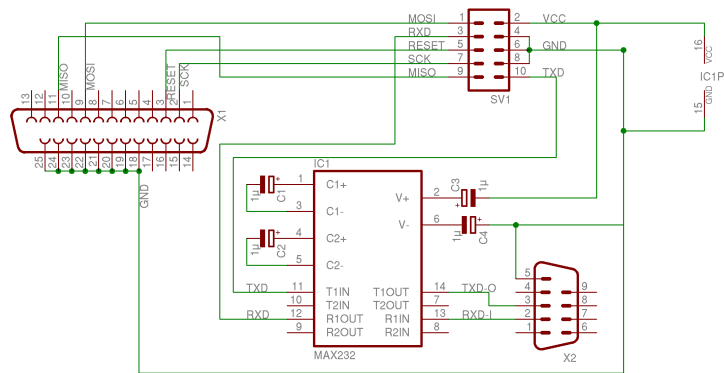 MOSI 1 2 VCC
RXD 3 4
RESET 5 6 GND
SCK 7 8
MISO 9 10 TXD
SV1
16 VCC
IC1P
15 GND
MISO MOSI RESET SCK
13 12 11 10 9 8 7 6 5 4 3 2 1
X1
25 24 23 22 21 20 19 18 17 16 15 14
GND
IC1
1µ + C1
1 C1+
3 C1-
1µ + C2
4 C2+
5 C2-
V+ 2
C3 1µ +
V- 6
1µ C4 +
TXD 11 T1IN T1OUT 14 TXD-O
10 T2IN T2OUT 7
RXD 12 R1OUT R1IN 13 RXD-I
9 R2OUT R2IN 8
MAX232
5
4 9
3 8
2 7
1 6
X2